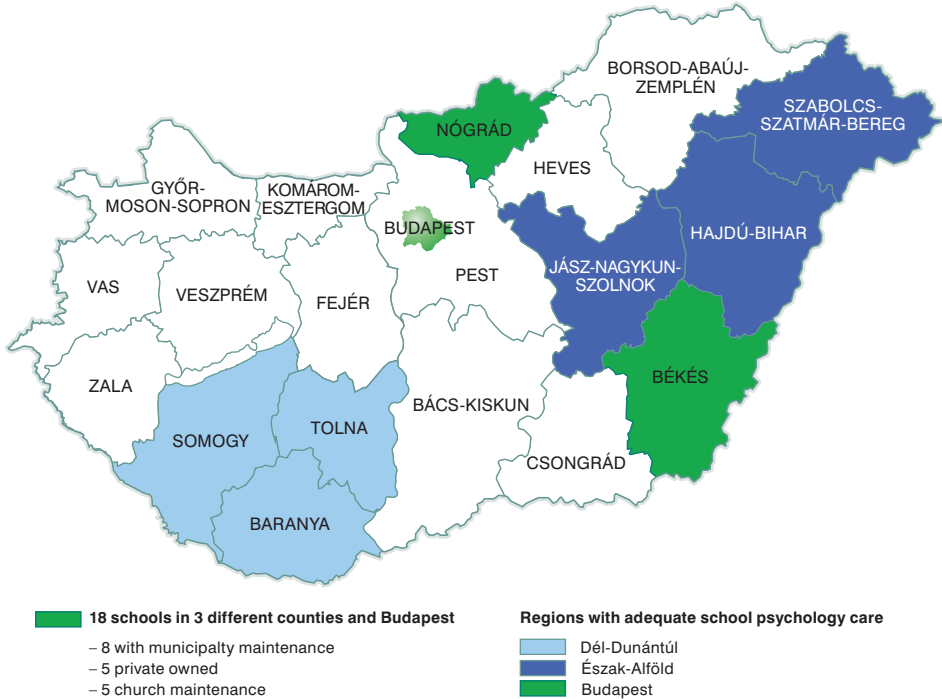 BORSOD-ABAÚJ-
ZEMPLÉN
SZABOLCS-
SZATMÁR-BEREG
NÓGRÁD
HEVES
GYŐR-
MOSON-SOPRON
KOMÁROM-
ESZTERGOM
BUDAPEST
HAJDÚ-BIHAR
JÁSZ-NAGYKUN-
SZOLNOK
PEST
VAS
VESZPRÉM
FEJÉR
ZALA
BÉKÉS
BÁCS-KISKUN
SOMOGY
TOLNA
CSONGRÁD
BARANYA
18 schools in 3 different counties and Budapest
– 8 with municipalty maintenance
– 5 private owned
– 5 church maintenance
Regions with adequate school psychology care
Dél-Dunántúl
Észak-Alföld
Budapest